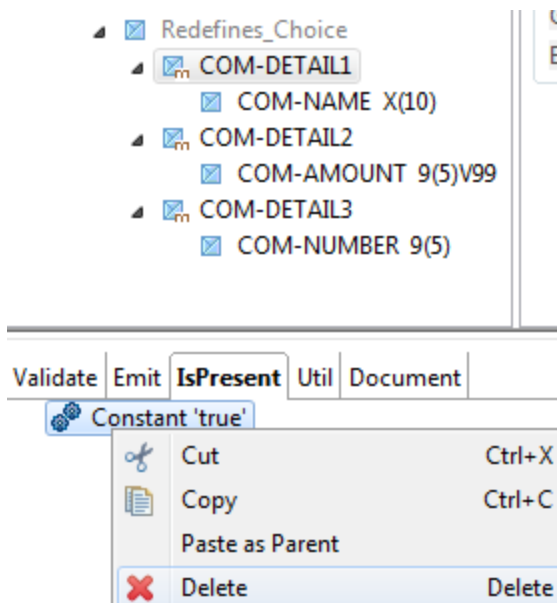 Redefines_Choice
COM-DETAIL1
COM-NAME X(10)
COM-DETAIL2
COM-AMOUNT 9(5)V99
COM-DETAIL3
COM-NUMBER 9(5)
Validate Emit IsPresent Util Document
Constant 'true'
Cut Ctrl+X
Copy Ctrl+C
Paste as Parent
Delete Delete